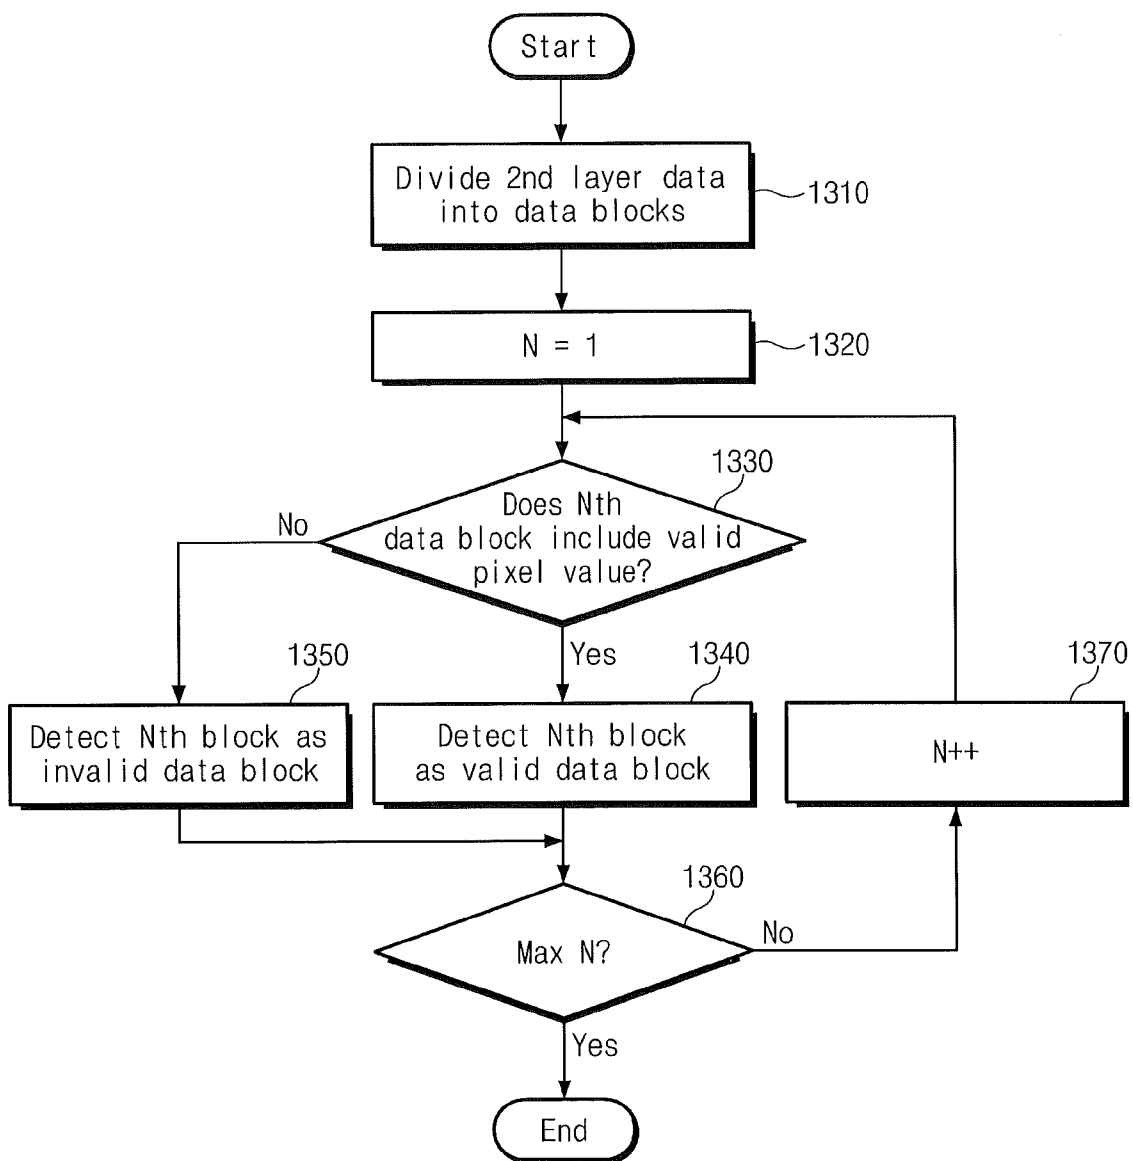 Start
Divide 2nd layer data
into data blocks
1310
N = 1
1320
1330
Does Nth
data block include valid
pixel value?
No
Yes
1350
Detect Nth block as
invalid data block
1340
Detect Nth block
as valid data block
1370
N++
1360
Max N?
No
Yes
End